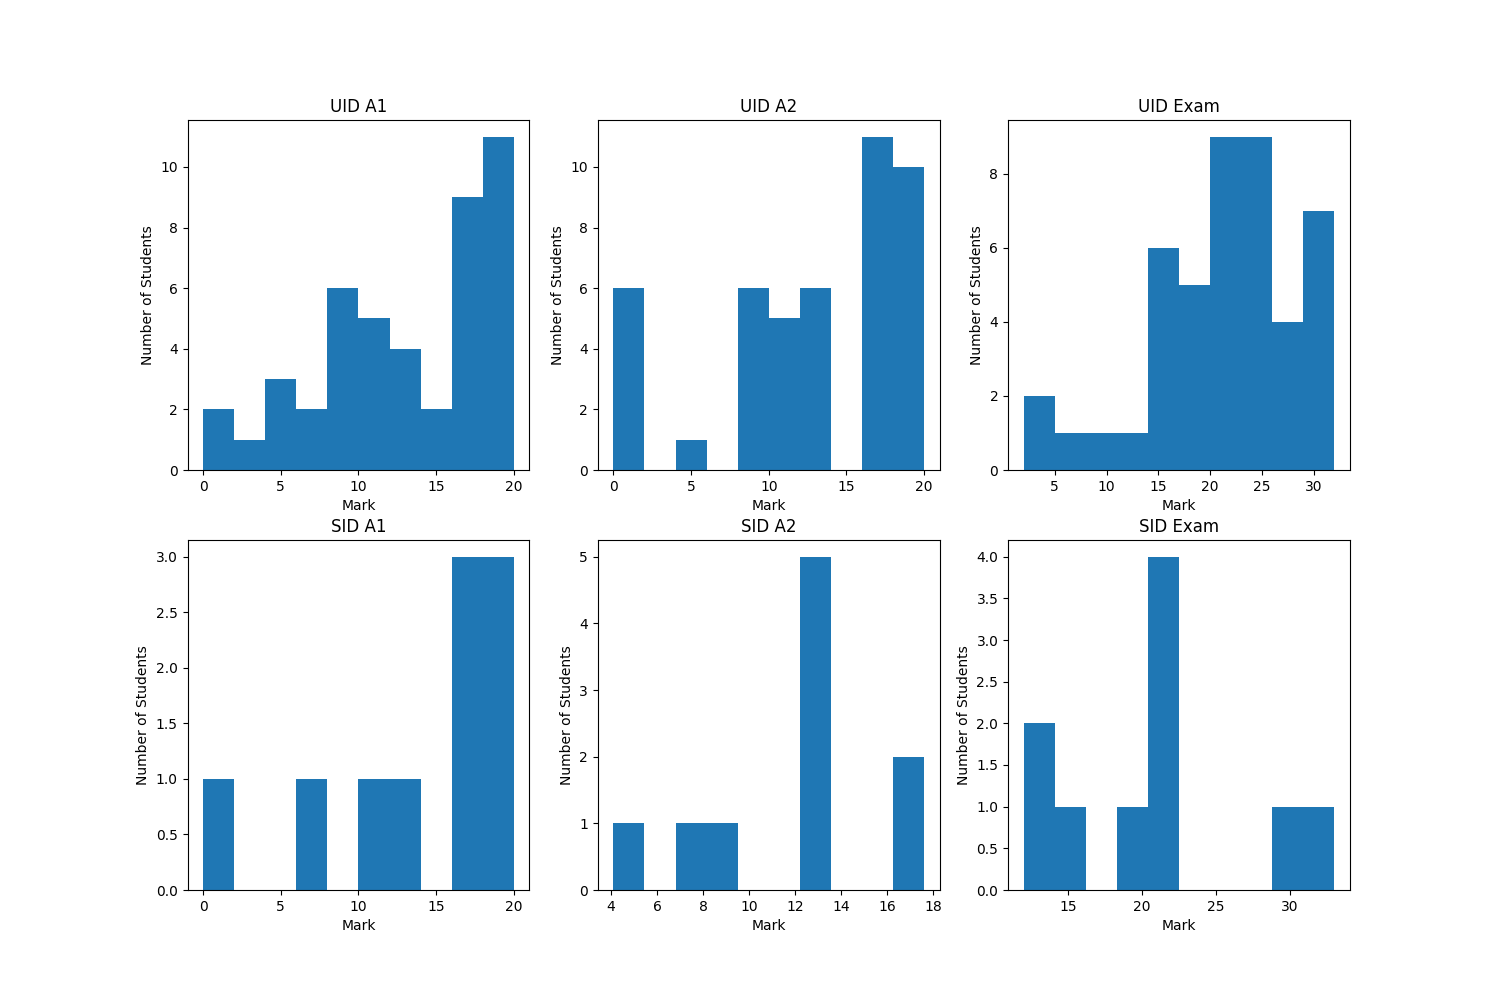 UID A1
Number of Students
10
8
6
4
2
0
0 5 10 15 20
Mark
UID A2
Number of Students
10
8
6
4
2
0
0 5 10 15 20
Mark
UID Exam
Number of Students
8
6
4
2
0
5 10 15 20 25 30
Mark
SID A1
Number of Students
3.0
2.5
2.0
1.5
1.0
0.5
0.0
0 5 10 15 20
Mark
SID A2
Number of Students
5
4
3
2
1
0
4 6 8 10 12 14 16 18
Mark
SID Exam
Number of Students
4.0
3.5
3.0
2.5
2.0
1.5
1.0
0.5
0.0
15 20 25 30
Mark